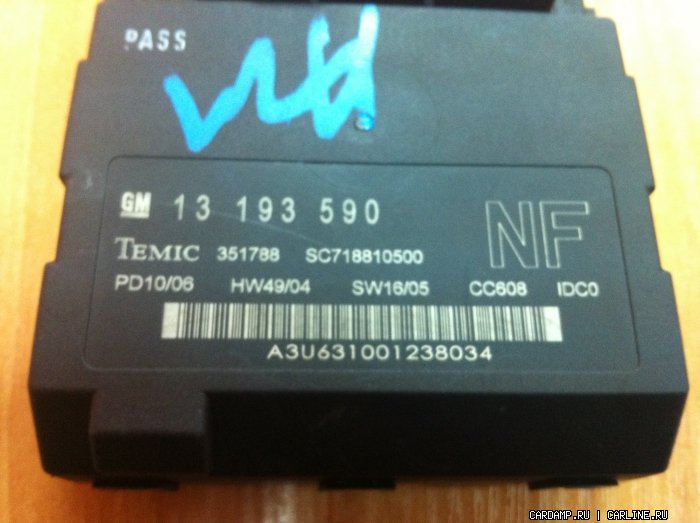 PASS
GM 13 193 590 NF
TEMIC 351788 SC718810500
PD10/06 HW49/04 SW16/05 CC608 IDC0
A3U631001238034
CARDAMP.RU | CARLINE.RU